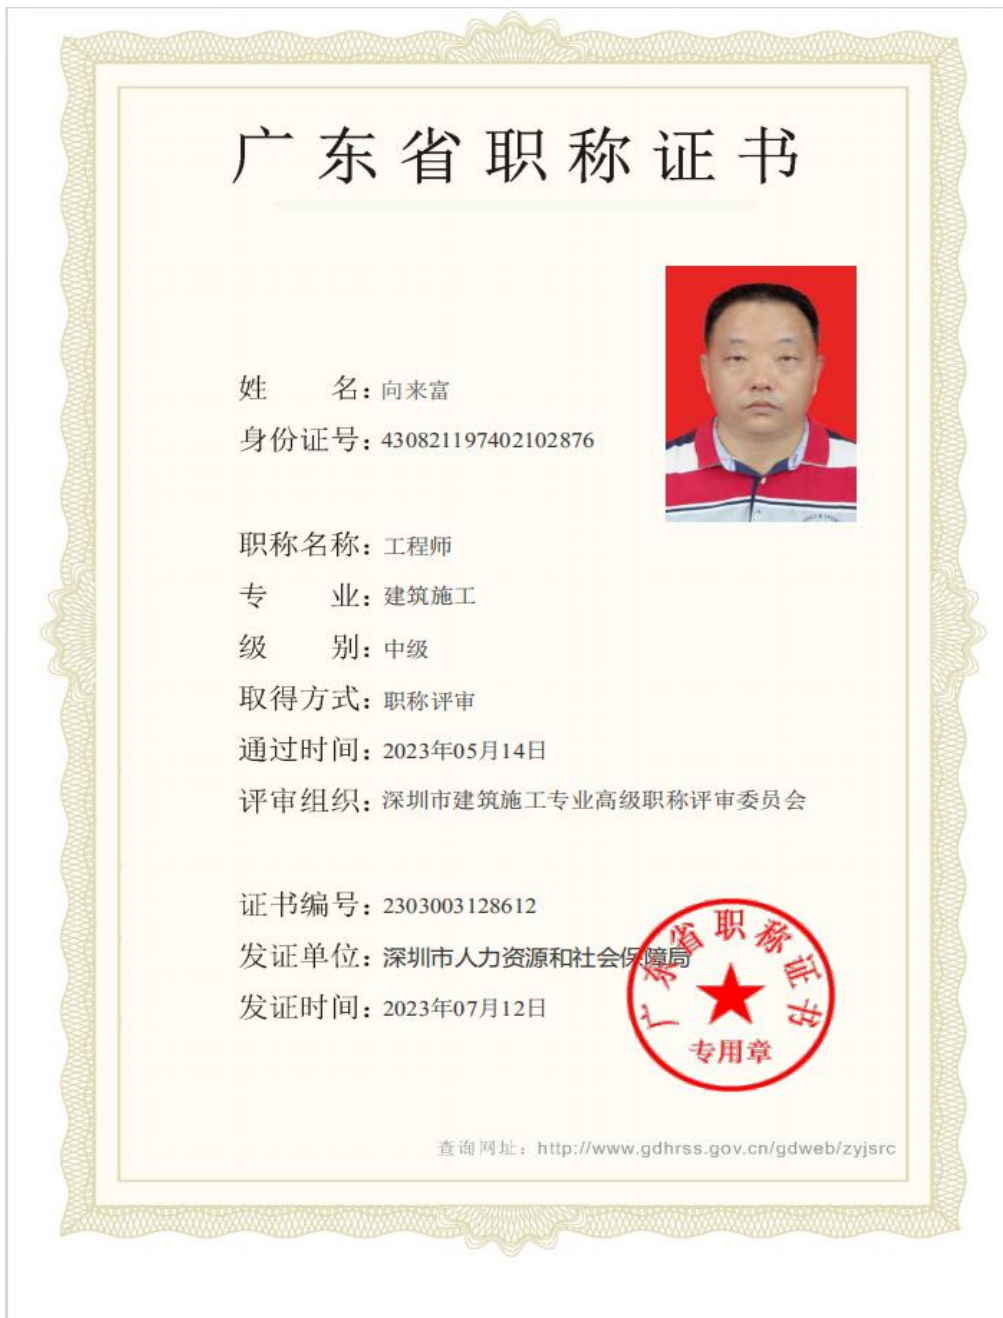 广东省职称证书
姓 名：向来富
身份证号：430821197402102876
职称名称：工程师
专 业：建筑施工
级 别：中级
取得方式：职称评审
通过时间：2023年05月14日
评审组织：深圳市建筑施工专业高级职称评审委员会
证书编号：2303003128612
发证单位：深圳市人力资源和社会保障局
发证时间：2023年07月12日
广东省职称证书
专用章
查询网址：http://www.gdhrss.gov.cn/gdweb/zyjsrc